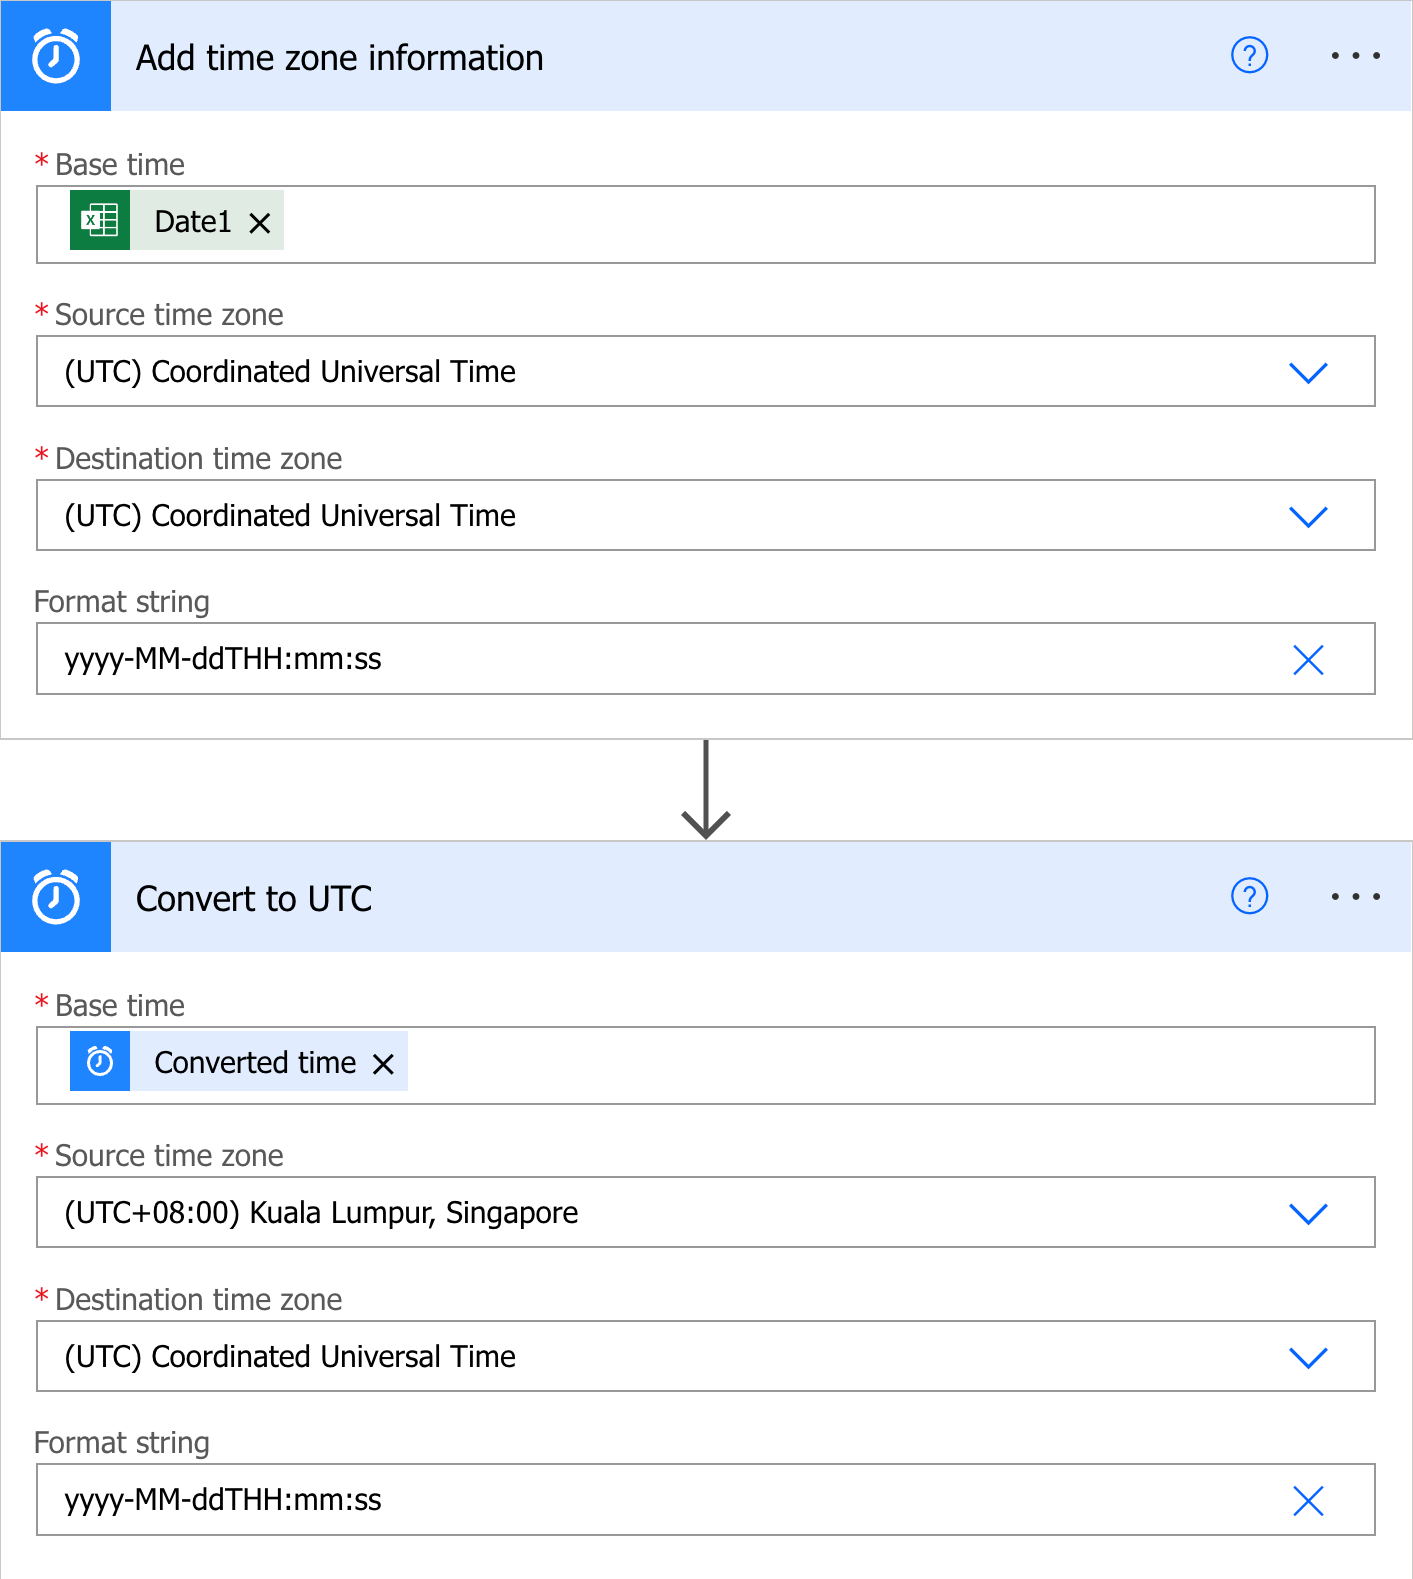 Add time zone information
?
* Base time
Date1
* Source time zone
(UTC) Coordinated Universal Time
* Destination time zone
(UTC) Coordinated Universal Time
Format string
yyyy-MM-ddTHH:mm:ss
Convert to UTC
?
* Base time
Converted time
* Source time zone
(UTC+08:00) Kuala Lumpur, Singapore
* Destination time zone
(UTC) Coordinated Universal Time
Format string
yyyy-MM-ddTHH:mm:ss